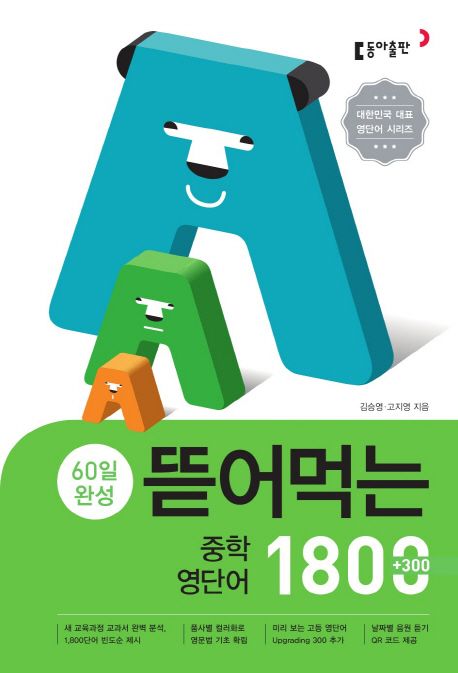 동아출판
★ ★ ★
대한민국 대표
영단어 시리즈
★ ★ ★
김승영·고지영 지음
60일
완성
뜯어먹는
중학
영단어
1800
+300
새 교육과정 교과서 완벽 분석,
1,800단어 빈도순 제시
품사별 컬러화로
영문법 기초 확립
미리 보는 고등 영단어
Upgrading 300 추가
날짜별 음원 듣기
QR 코드 제공